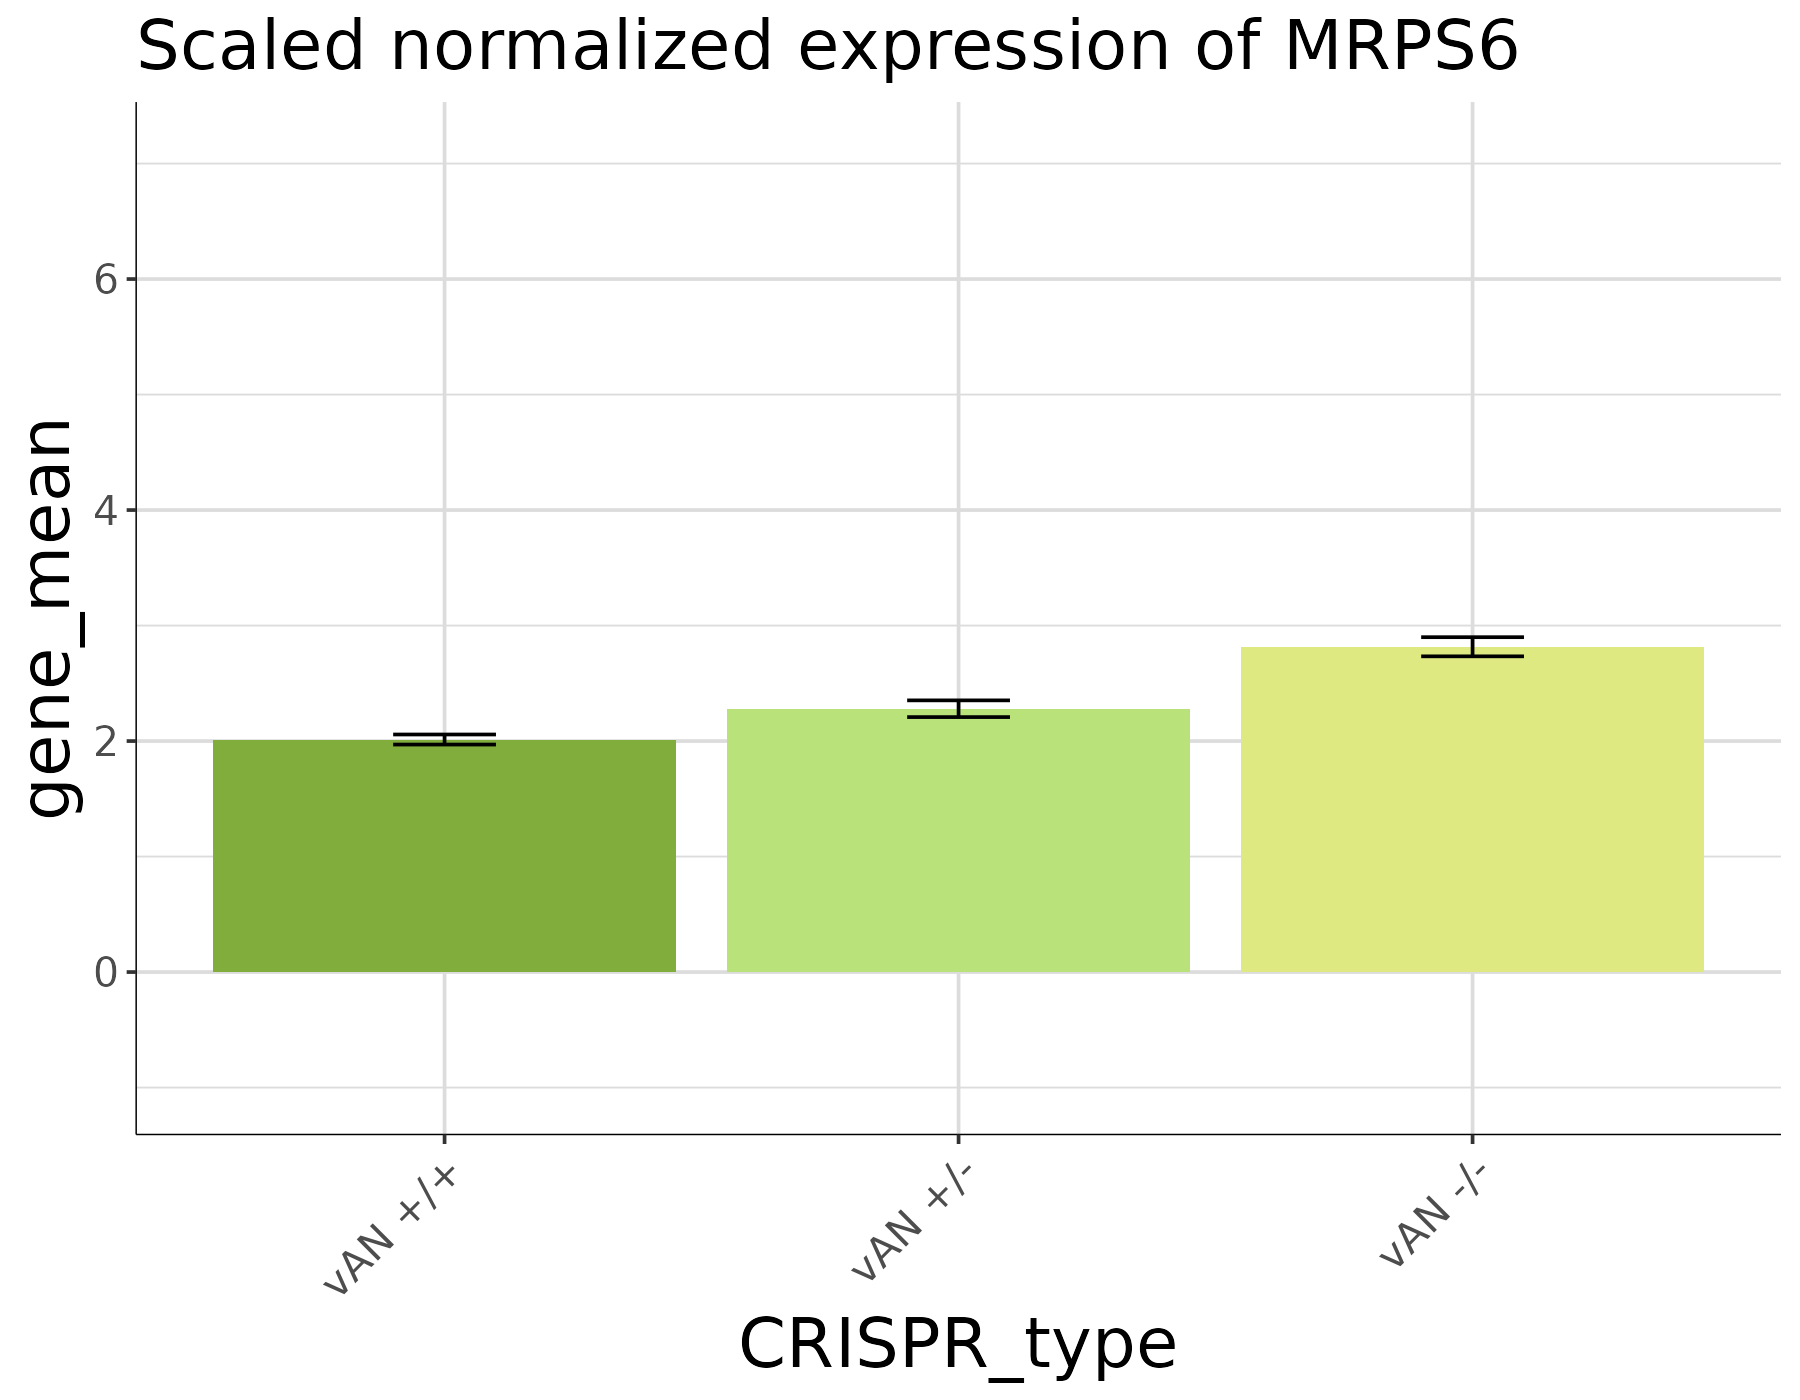 Scaled normalized expression of MRPS6
gene_mean
6
4
2
0
vAN +/+
vAN +/-
vAN -/-
CRISPR_type